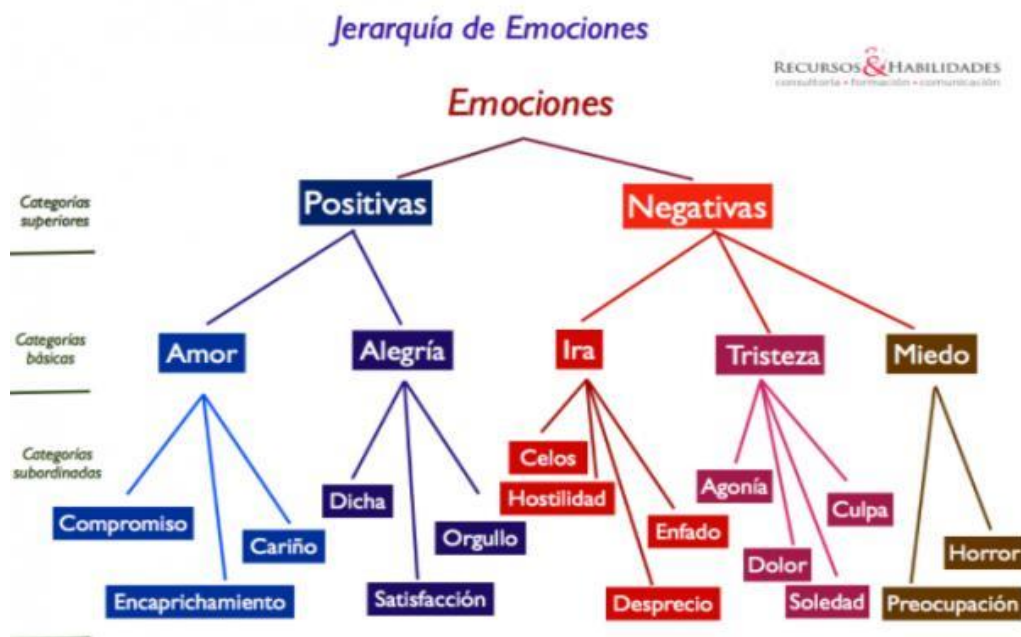 Jerarquía de Emociones
RECURSOS & HABILIDADES
consultoría • formación • comunicación
Emociones
Categorías
superiores
Positivas
Negativas
Categorías
básicas
Amor
Alegría
Ira
Tristeza
Miedo
Categorías
subordinadas
Celos
Hostilidad
Dicha
Agonía
Culpa
Compromiso
Cariño
Orgullo
Enfado
Dolor
Horror
Encaprichamiento
Satisfacción
Desprecio
Soledad
Preocupación